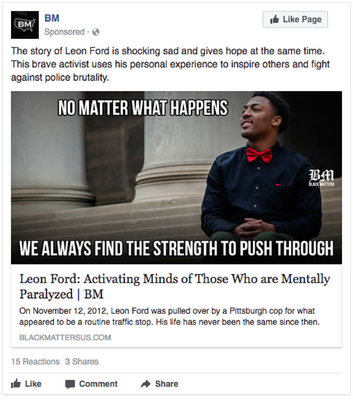 BM
BM
Sponsored ·
Like Page
The story of Leon Ford is shocking sad and gives hope at the same time.
This brave activist uses his personal experience to inspire others and fight
against police brutality.
NO MATTER WHAT HAPPENS
BM
BLACK MATTERS
WE ALWAYS FIND THE STRENGTH TO PUSH THROUGH
Leon Ford: Activating Minds of Those Who are Mentally
Paralyzed | BM
On November 12, 2012, Leon Ford was pulled over by a Pittsburgh cop for what
appeared to be a routine traffic stop. His life has never been the same since then.
BLACKMATTERSUS.COM
15 Reactions 3 Shares
Like Comment Share